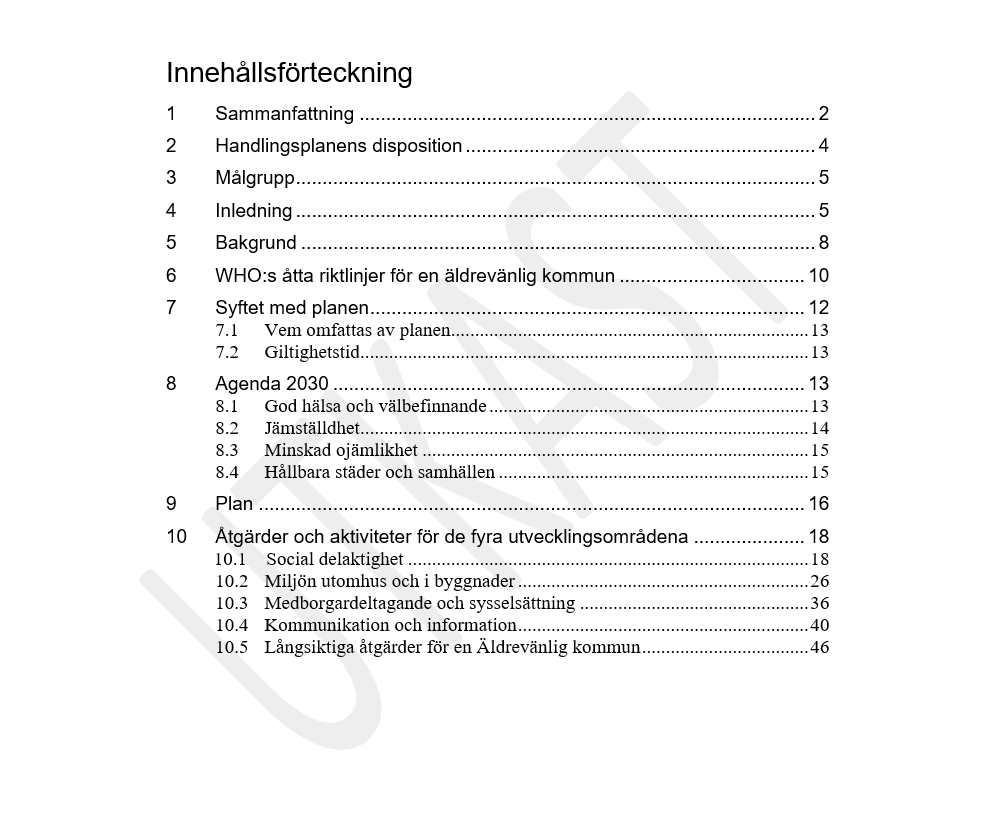 Innehållsförteckning
1 Sammanfattning ........ 2
2 Handlingsplanens disposition ........ 4
3 Målgrupp ........ 5
4 Inledning ........ 5
5 Bakgrund ........ 8
6 WHO:s åtta riktlinjer för en äldrevänlig kommun ........ 10
7 Syftet med planen ........ 12
7.1 Vem omfattas av planen ........ 13
7.2 Giltighetstid ........ 13
8 Agenda 2030 ........ 13
8.1 God hälsa och välbefinnande ........ 13
8.2 Jämställdhet ........ 14
8.3 Minskad ojämlikhet ........ 15
8.4 Hållbara städer och samhällen ........ 15
9 Plan ........ 16
10 Åtgärder och aktiviteter för de fyra utvecklingsområdena ........ 18
10.1 Social delaktighet ........ 18
10.2 Miljön utomhus och i byggnader ........ 26
10.3 Medborgardeltagande och sysselsättning ........ 36
10.4 Kommunikation och information ........ 40
10.5 Långsiktiga åtgärder för en Äldrevänlig kommun ........ 46
UTKAST